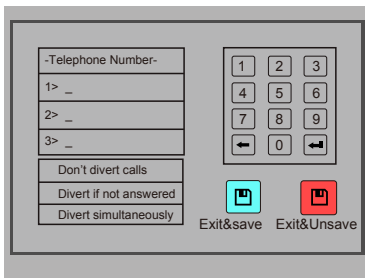 -Telephone Number-
1> _
2> _
3> _
Don't divert calls
Divert if not answered
Divert simultaneously
1 2 3
4 5 6
7 8 9
0
Exit&save Exit&Unsave